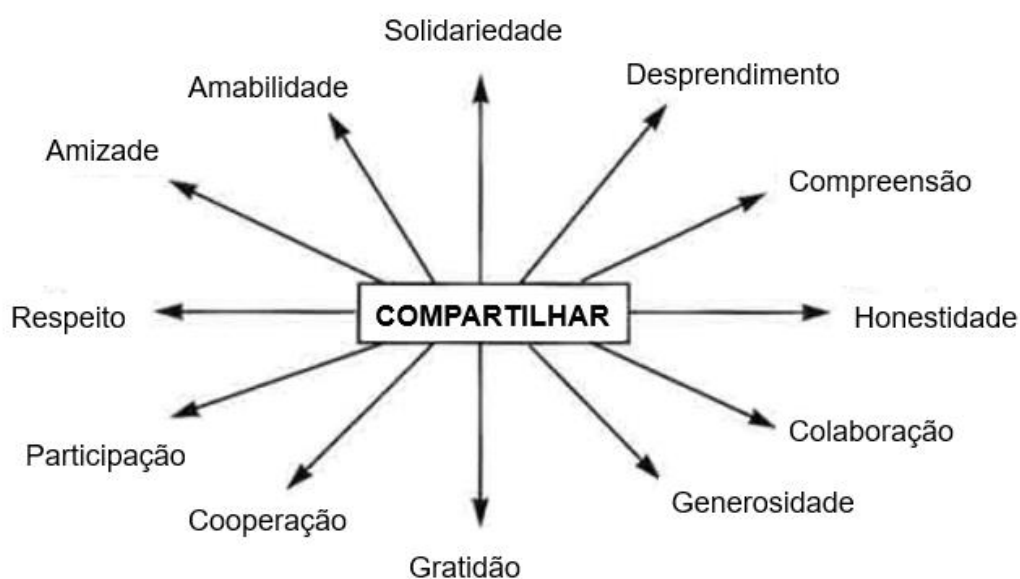 Solidariedade
Desprendimento
Amabilidade
Amizade
Compreensão
COMPARTILHAR
Respeito
Honestidade
Colaboração
Participação
Generosidade
Cooperação
Gratidão